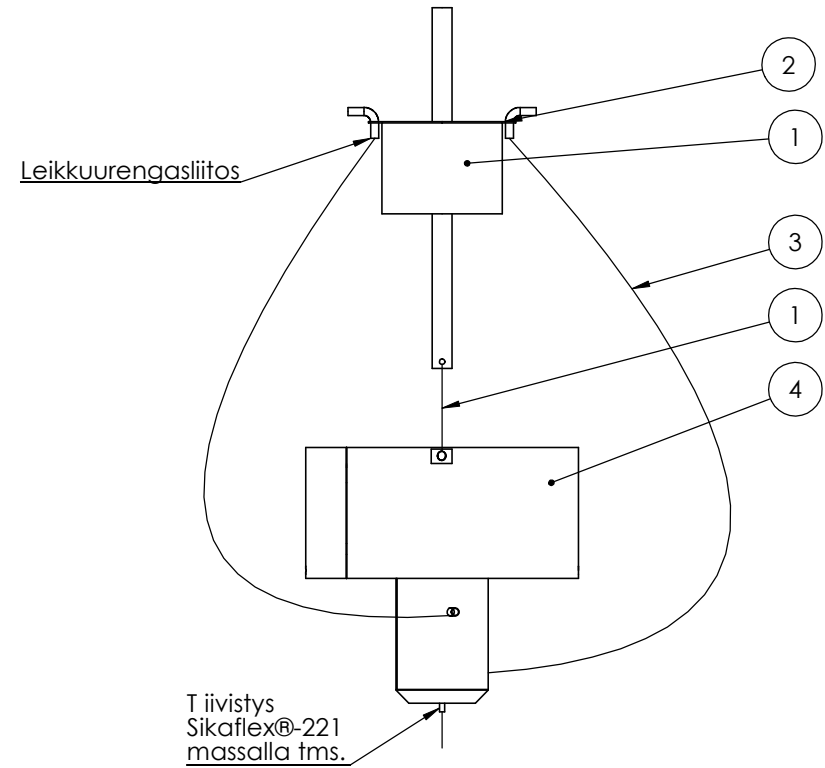 2
1
Leikkuurengasliitos
3
1
4
T iivistys
Sikaflex®-221
massalla tms.